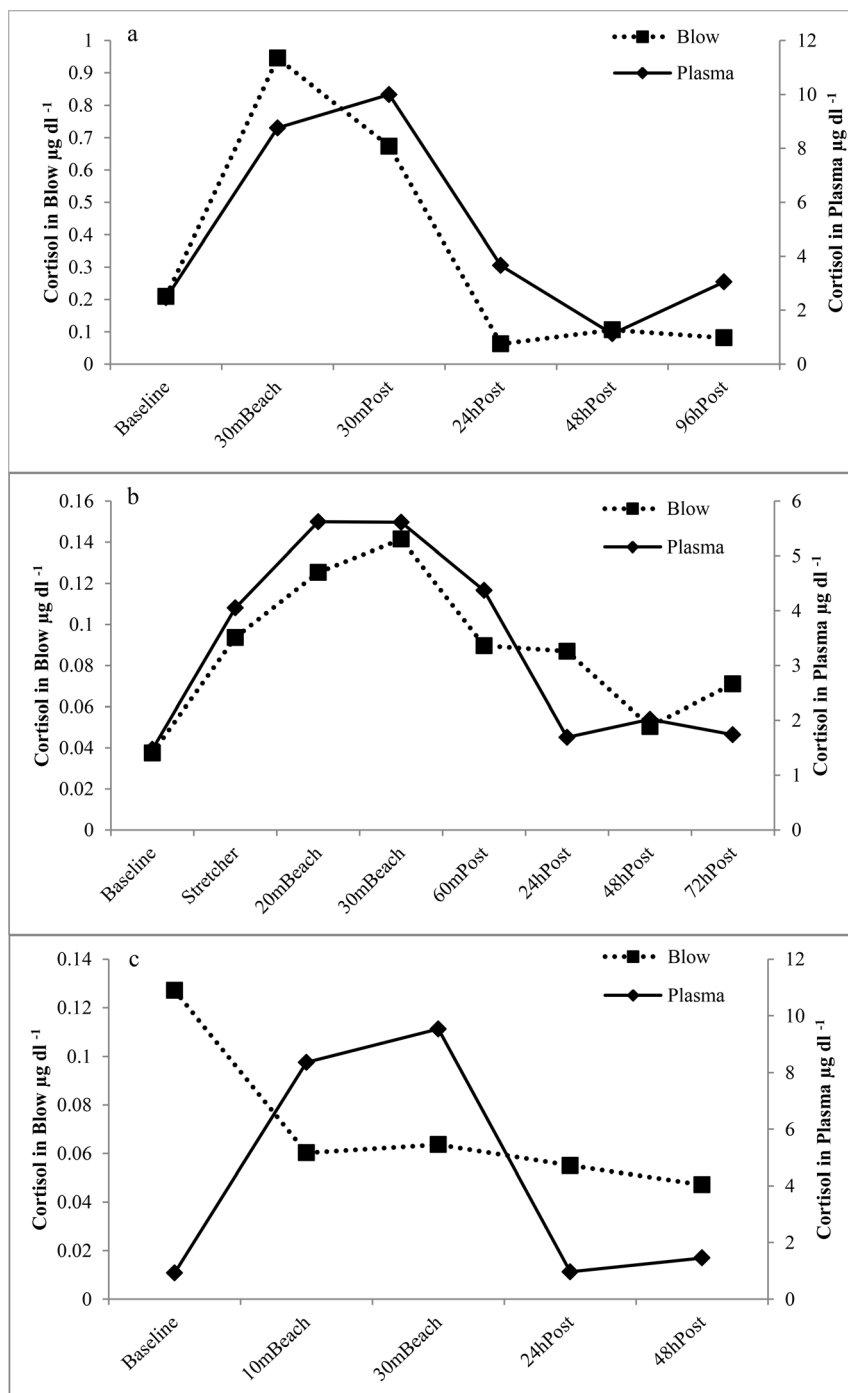 a
Blow
Plasma
Cortisol in Blow µg dl -1
1
0.9
0.8
0.7
0.6
0.5
0.4
0.3
0.2
0.1
0
12
10
8
6
4
2
0
Cortisol in Plasma µg dl -1
Baseline
30mBeach
30mPost
24hPost
48hPost
96hPost
b
Blow
Plasma
Cortisol in Blow µg dl -1
0.16
0.14
0.12
0.1
0.08
0.06
0.04
0.02
0
6
5
4
3
2
1
0
Cortisol in Plasma µg dl -1
Baseline
Stretcher
20mBeach
30mBeach
60mPost
24hPost
48hPost
72hPost
c
Blow
Plasma
Cortisol in Blow µg dl -1
0.14
0.12
0.1
0.08
0.06
0.04
0.02
0
12
10
8
6
4
2
0
Cortisol in Plasma µg dl -1
Baseline
10mBeach
30mBeach
24hPost
48hPost